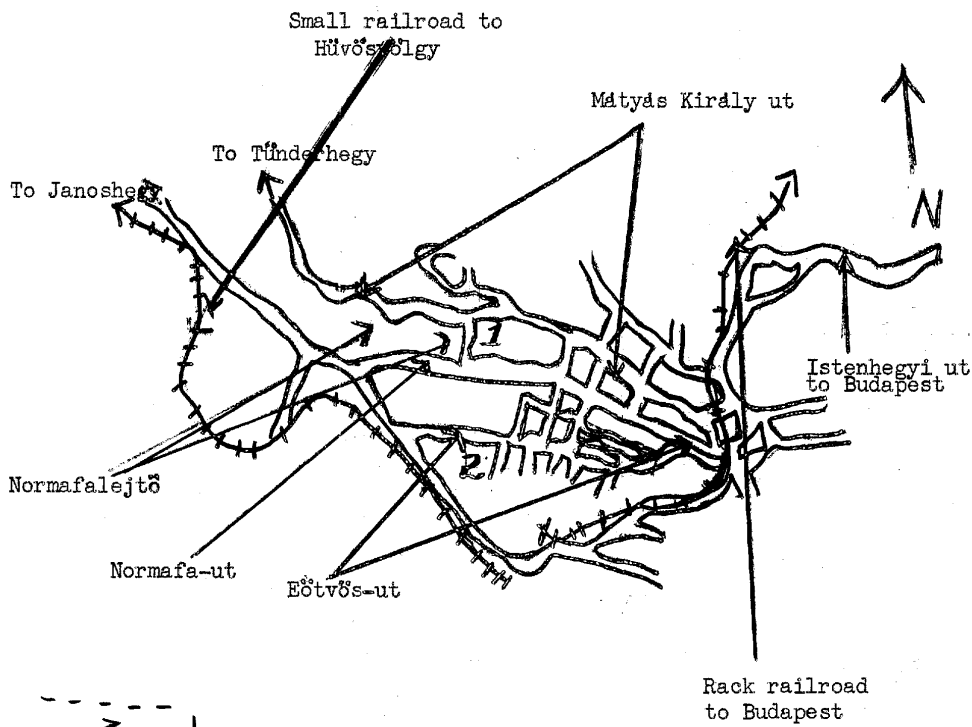 Small railroad to
Hüvösvölgy
Mátyás Király ut
To Tünderhegy
To Janoshegy
N
1
Istenhegyi ut
to Budapest
2
Normafalejtő
Normafa-ut
Eötvös-ut
Rack railroad
to Budapest